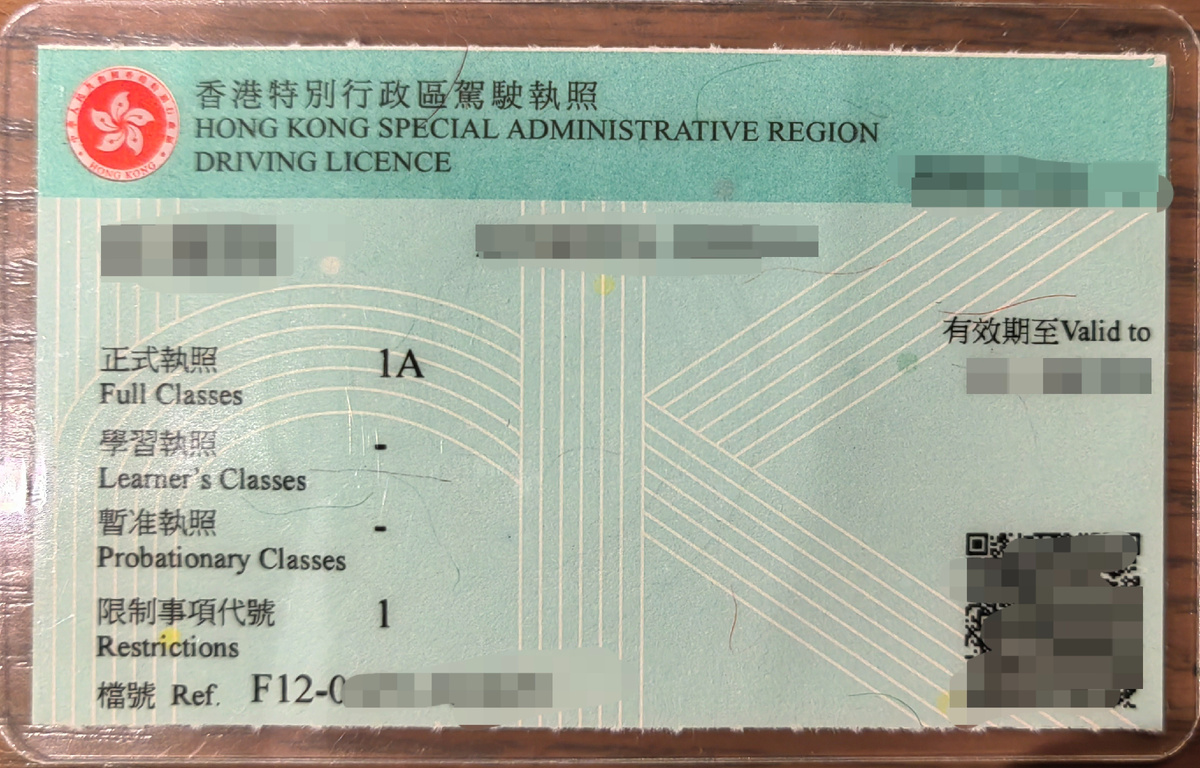 香港特別行政區駕駛執照
HONG KONG SPECIAL ADMINISTRATIVE REGION
DRIVING LICENCE
HONG KONG
有效期至Valid to
正式執照 1A
Full Classes
學習執照 -
Learner's Classes
暫准執照 -
Probationary Classes
限制事項代號 1
Restrictions
檔號 Ref. F12-0